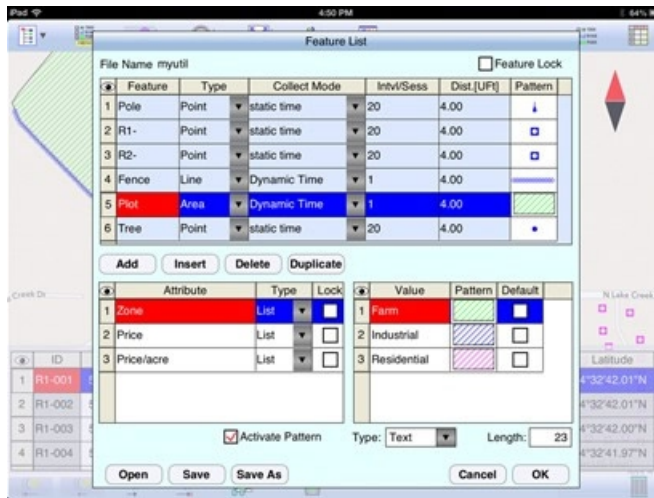 iPad 4:50 PM 64%
Feature List
File Name myutil Feature Lock
Feature Type Collect Mode Intvl/Sess Dist.[UFt] Pattern
1 Pole Point static time 20 4.00
2 R1- Point static time 20 4.00
3 R2- Point static time 20 4.00
4 Fence Line Dynamic Time 1 4.00
5 Plot Area Dynamic Time 1 4.00
6 Tree Point static time 20 4.00
Add Insert Delete Duplicate
Creek Dr
N Lake Creek
Attribute Type Lock
1 Zone List
2 Price List
3 Price/acre List
Value Pattern Default
1 Farm
2 Industrial
3 Residential
ID Latitude
1 R1-001 4°32'42.01"N
2 R1-002 4°32'42.01"N
3 R1-003 4°32'42.00"N
4 R1-004 4°32'41.97"N
Activate Pattern Type: Text Length: 23
Open Save Save As Cancel OK